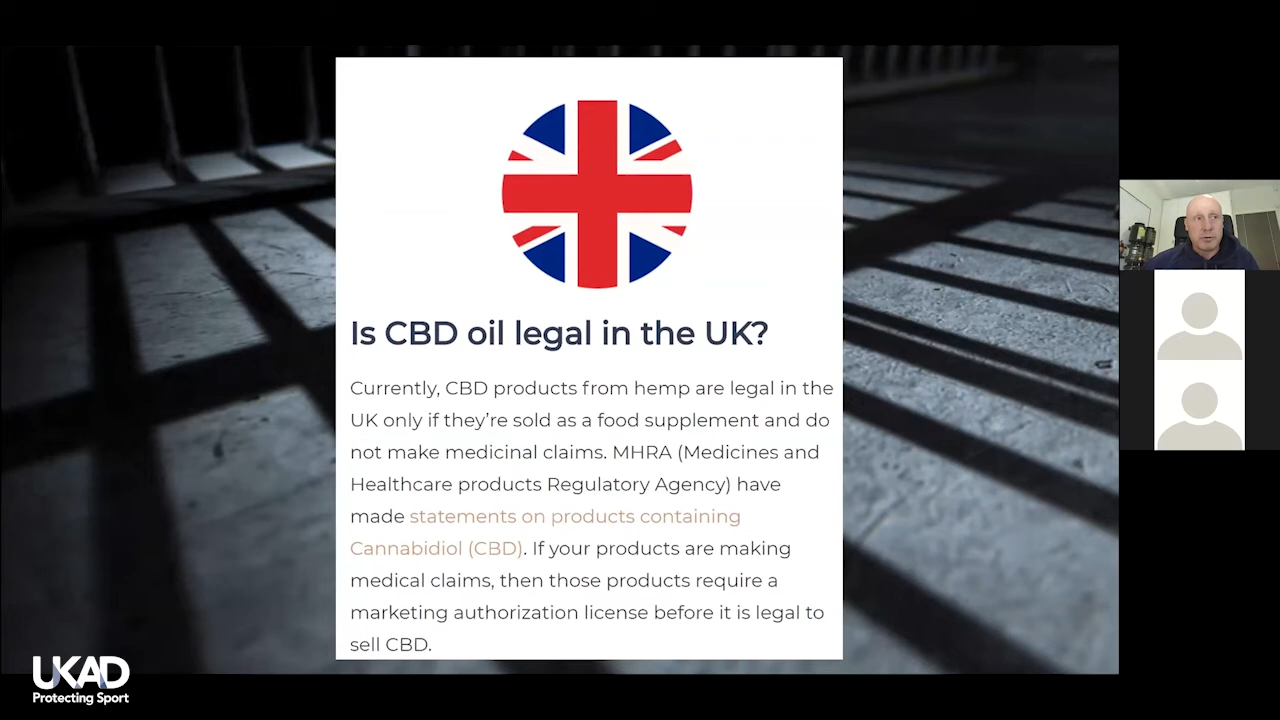 Is CBD oil legal in the UK?
Currently, CBD products from hemp are legal in the
UK only if they’re sold as a food supplement and do
not make medicinal claims. MHRA (Medicines and
Healthcare products Regulatory Agency) have
made statements on products containing
Cannabidiol (CBD). If your products are making
medical claims, then those products require a
marketing authorization license before it is legal to
sell CBD.
UKAD
Protecting Sport